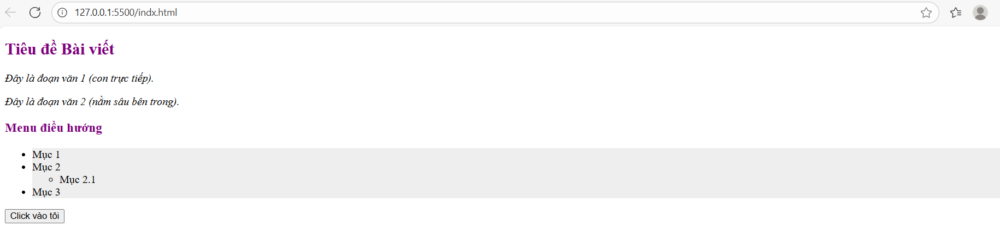 127.0.0.1:5500/indx.html
Tiêu đề Bài viết
Đây là đoạn văn 1 (con trực tiếp).
Đây là đoạn văn 2 (nằm sâu bên trong).
Menu điều hướng
Mục 1
Mục 2
Mục 2.1
Mục 3
Click vào tôi